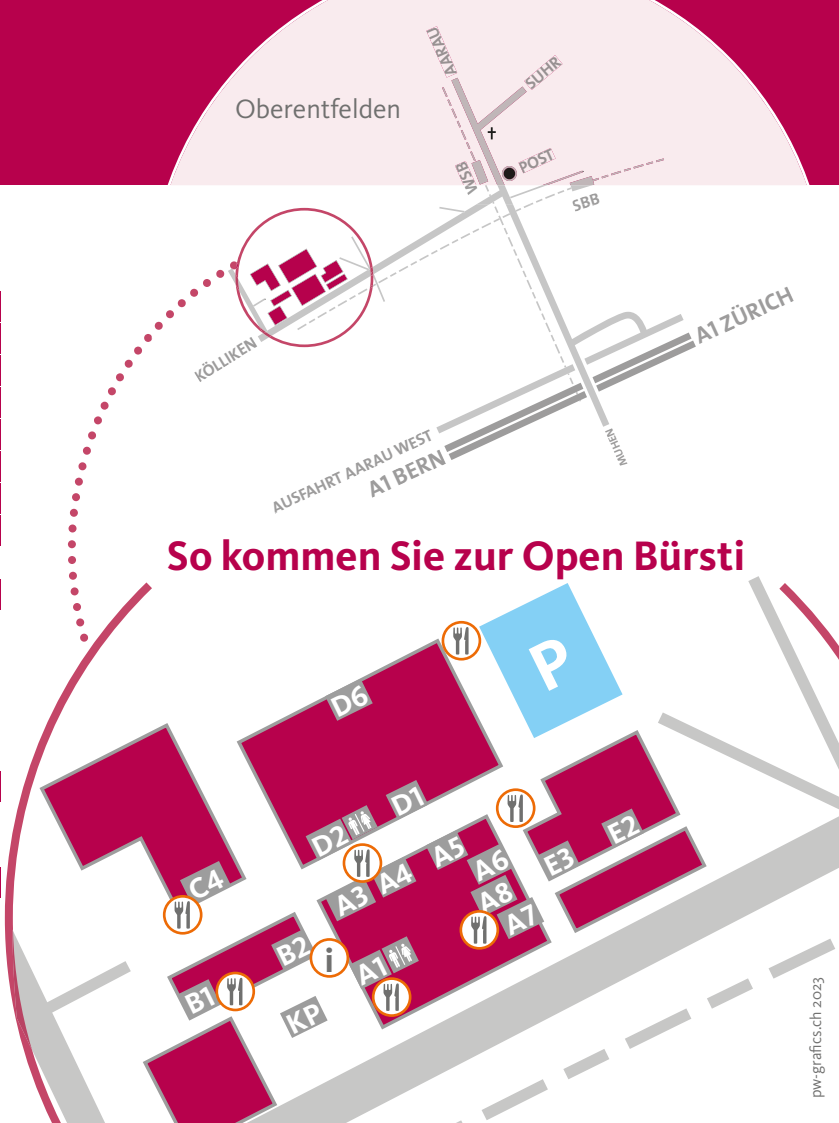 AARAU
SUHR
Oberentfelden
✝
WSB
POST
SBB
KÖLLIKEN
A1 ZÜRICH
AUSFAHRT AARAU WEST
A1 BERN
MUHEN
So kommen Sie zur Open Bürsti
P
D6
D2
D1
C4
A3
A4
A5
A6
A8
A7
E3
E2
B2
i
A1
B1
KP
pw-grafics.ch 2023